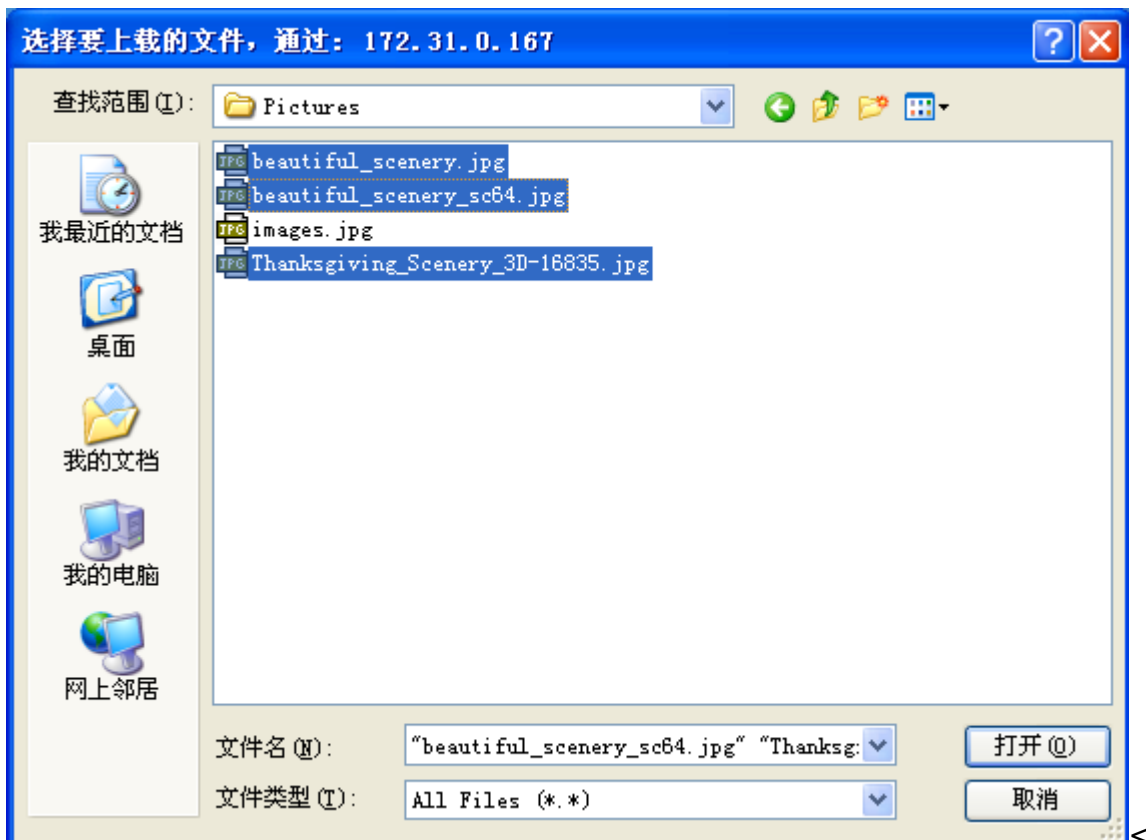 选择要上载的文件，通过: 172.31.0.167
查找范围(I):
Pictures
beautiful_scenery.jpg
beautiful_scenery_sc64.jpg
images.jpg
Thanksgiving_Scenery_3D-16835.jpg
我最近的文档
桌面
我的文档
我的电脑
网上邻居
文件名(N):
"beautiful_scenery_sc64.jpg" "Thanksg:
打开(O)
文件类型(T):
All Files (*.*)
取消
<